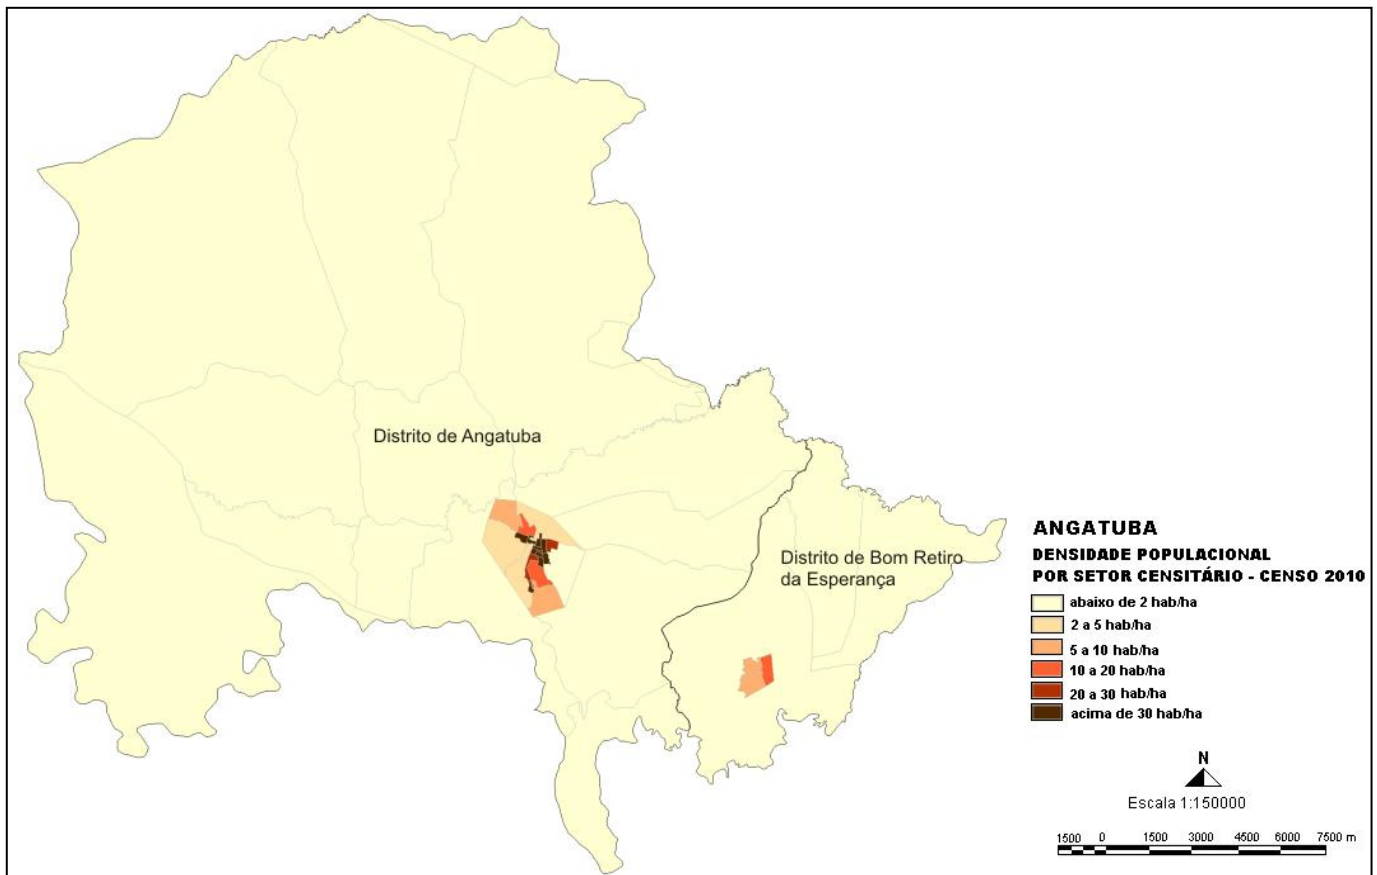 Distrito de Angatuba
Distrito de Bom Retiro
da Esperança
ANGATUBA
DENSIDADE POPULACIONAL
POR SETOR CENSITÁRIO - CENSO 2010
abaixo de 2 hab/ha
2 a 5 hab/ha
5 a 10 hab/ha
10 a 20 hab/ha
20 a 30 hab/ha
acima de 30 hab/ha
N
Escala 1:150000
1500 0 1500 3000 4500 6000 7500 m